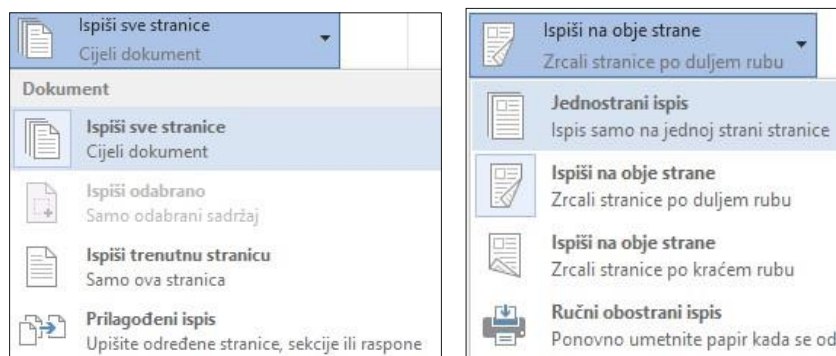 Ispiši sve stranice
Cijeli dokument
Dokument
Ispiši sve stranice
Cijeli dokument
Ispiši odabrano
Samo odabrani sadržaj
Ispiši trenutnu stranicu
Samo ova stranica
Prilagođeni ispis
Upišite određene stranice, sekcije ili raspone
Ispiši na obje strane
Zrcali stranice po duljem rubu
Jednostrani ispis
Ispis samo na jednoj strani stranice
Ispiši na obje strane
Zrcali stranice po duljem rubu
Ispiši na obje strane
Zrcali stranice po kraćem rubu
Ručni obostrani ispis
Ponovno umetnite papir kada se od